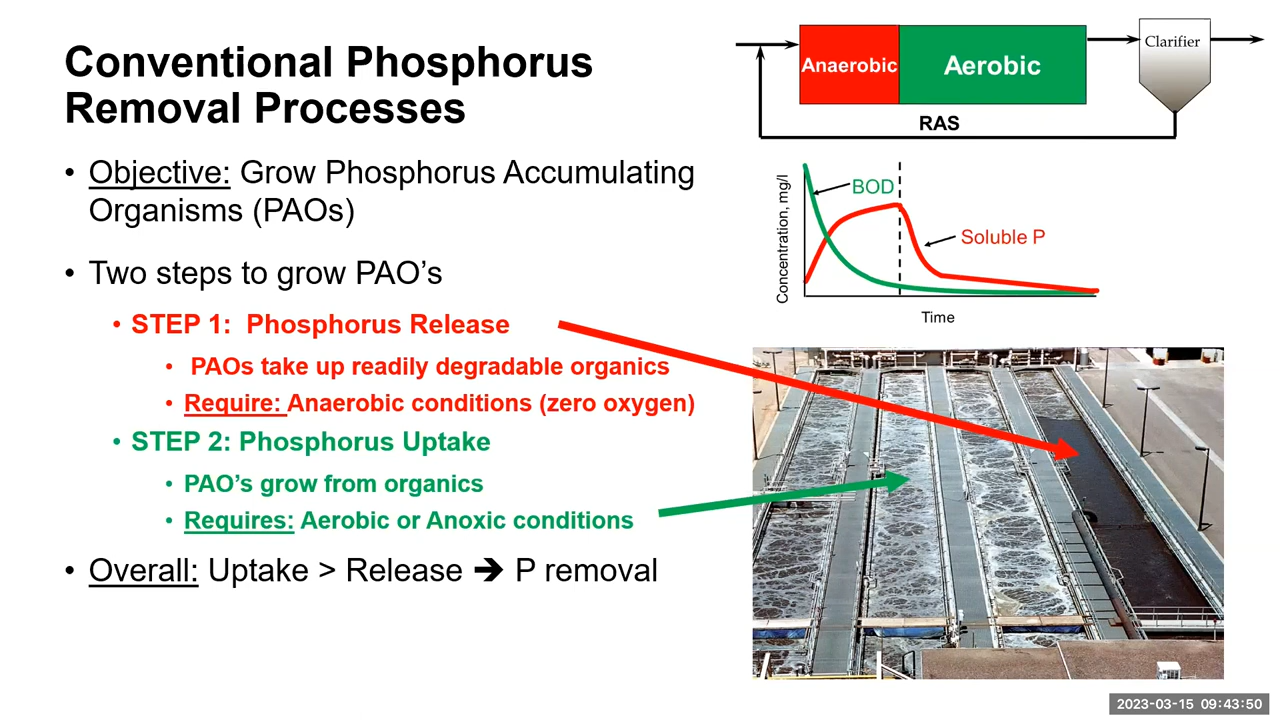 Conventional Phosphorus
Removal Processes
• Objective: Grow Phosphorus Accumulating
Organisms (PAOs)
• Two steps to grow PAO’s
• STEP 1: Phosphorus Release
• PAOs take up readily degradable organics
• Require: Anaerobic conditions (zero oxygen)
• STEP 2: Phosphorus Uptake
• PAO’s grow from organics
• Requires: Aerobic or Anoxic conditions
• Overall: Uptake > Release ➔ P removal
Anaerobic
Aerobic
Clarifier
RAS
Concentration, mg/l
BOD
Soluble P
Time
2023-03-15 09:43:50